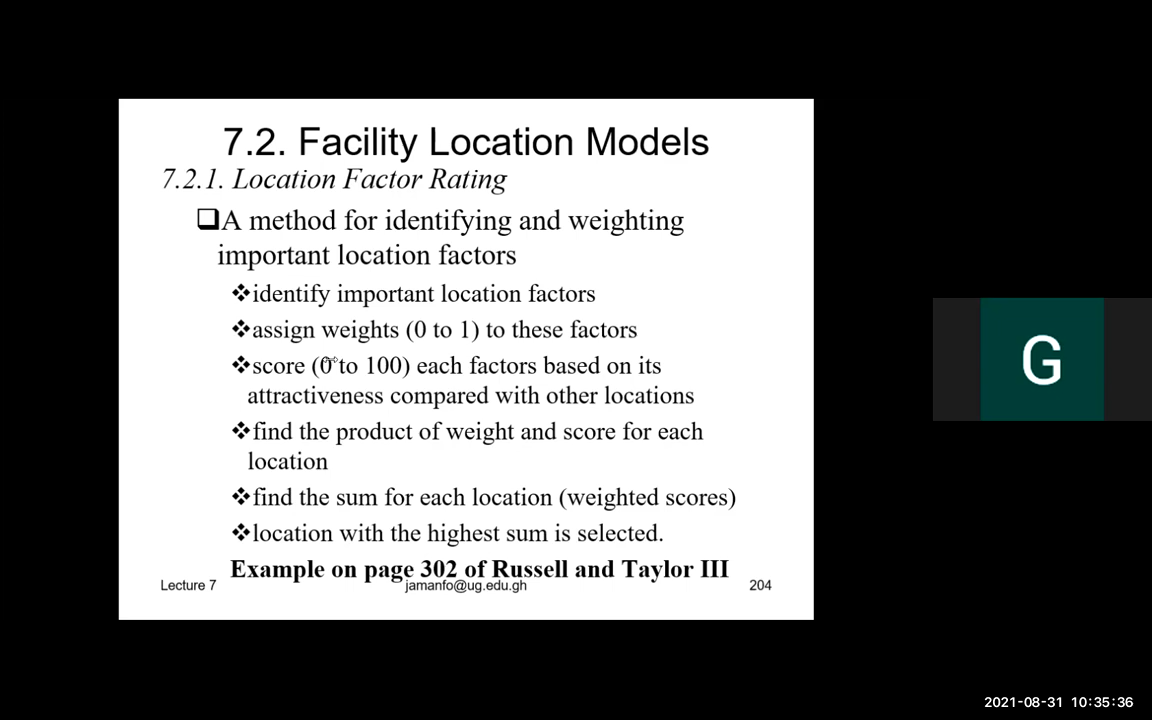 7.2. Facility Location Models
7.2.1. Location Factor Rating
❑A method for identifying and weighting
important location factors
❖identify important location factors
❖assign weights (0 to 1) to these factors
❖score (0 to 100) each factors based on its
attractiveness compared with other locations
❖find the product of weight and score for each
location
❖find the sum for each location (weighted scores)
❖location with the highest sum is selected.
Example on page 302 of Russell and Taylor III
Lecture 7 jamanfo@ug.edu.gh 204
G
2021-08-31 10:35:36